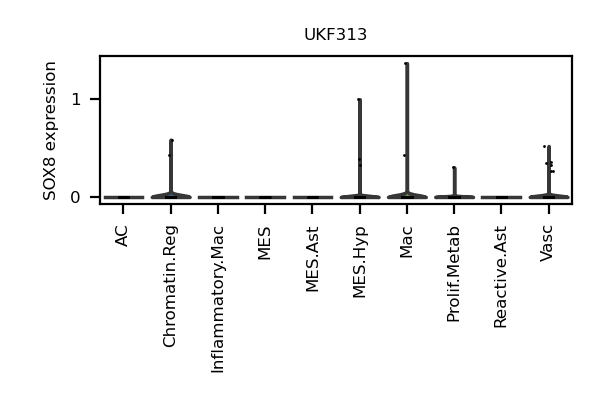 UKF313
SOX8 expression
1
0
AC
Chromatin.Reg
Inflammatory.Mac
MES
MES.Ast
MES.Hyp
Mac
Prolif.Metab
Reactive.Ast
Vasc